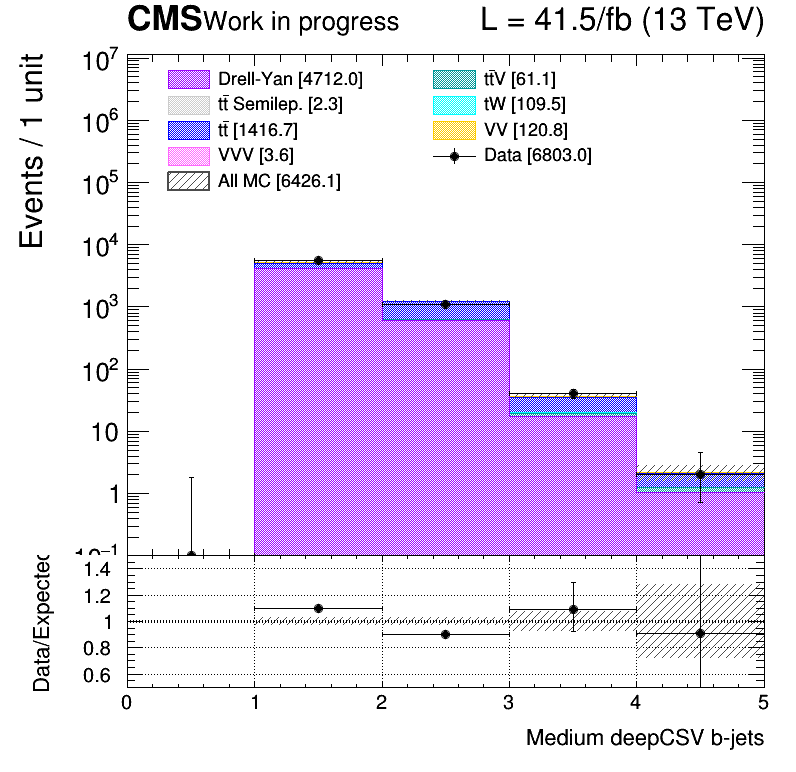 CMS Work in progress L = 41.5/fb (13 TeV)
Events / 1 unit
Drell-Yan [4712.0]
tt̄ Semilep. [2.3]
tt̄ [1416.7]
VVV [3.6]
All MC [6426.1]
tt̄V [61.1]
tW [109.5]
VV [120.8]
Data [6803.0]
10⁷
10⁶
10⁵
10⁴
10³
10²
10
1
10⁻¹
Data/Expected
1.4
1.2
1
0.8
0.6
0 1 2 3 4 5
Medium deepCSV b-jets